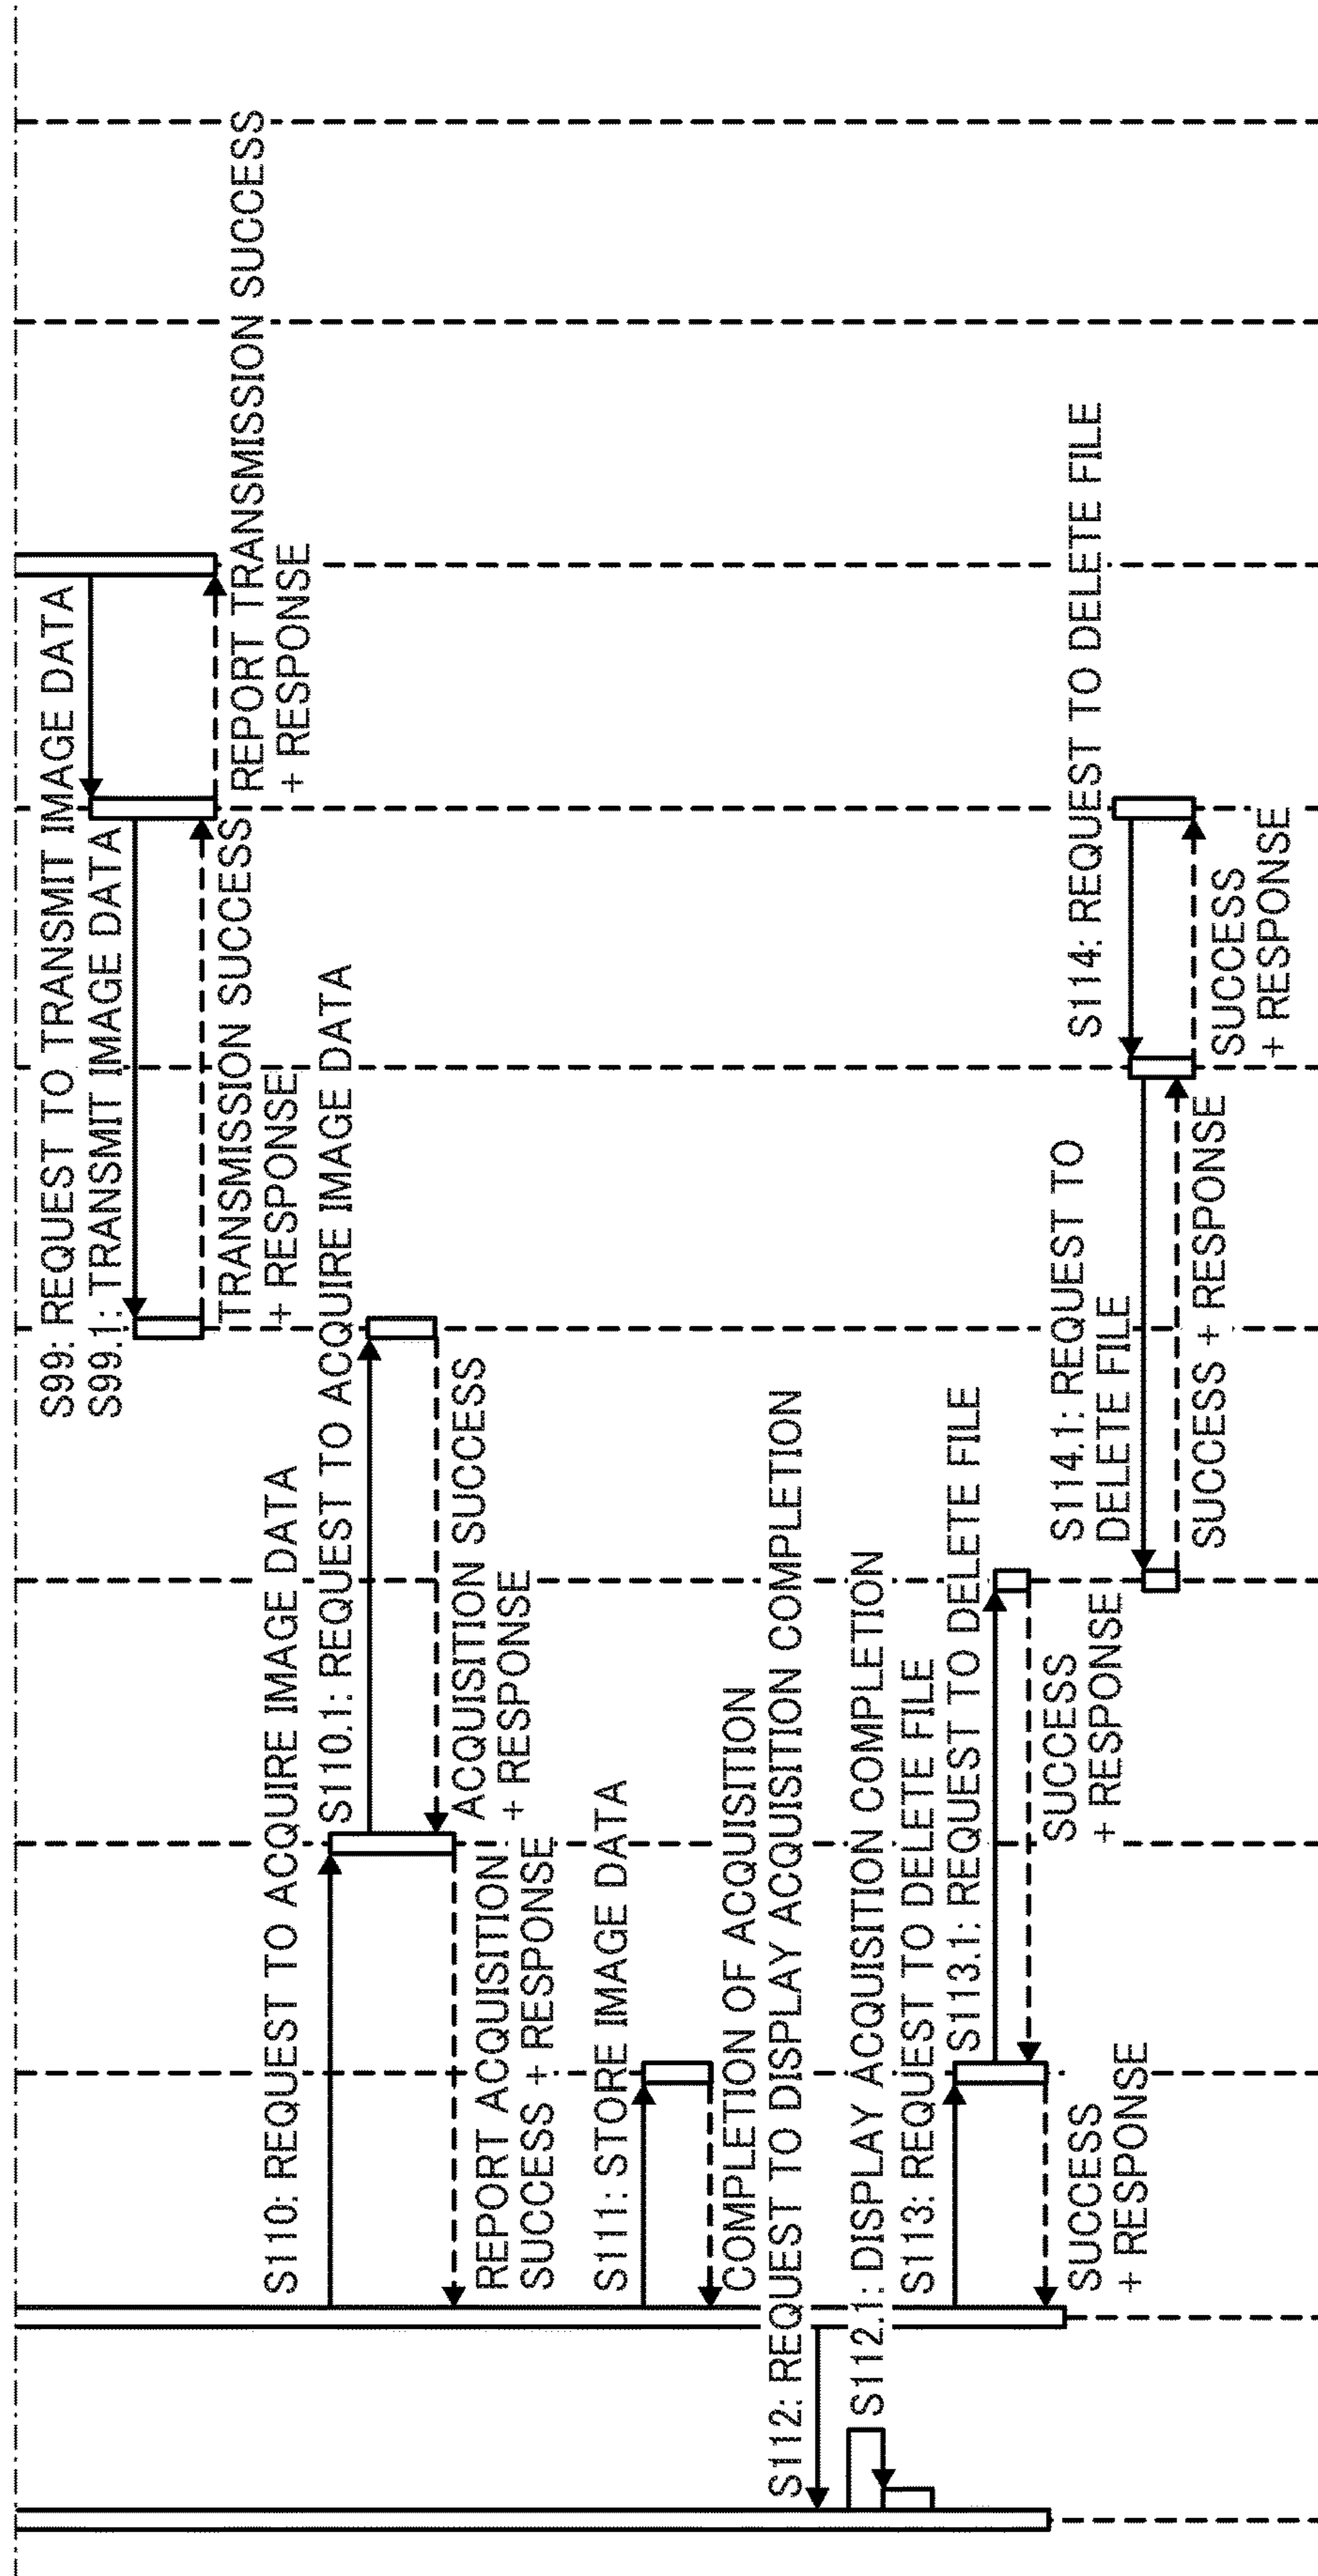 S99: REQUEST TO TRANSMIT IMAGE DATA
S99.1: TRANSMIT IMAGE DATA
TRANSMISSION SUCCESS
+ RESPONSE
REPORT TRANSMISSION SUCCESS
+ RESPONSE
S110: REQUEST TO ACQUIRE IMAGE DATA
S110.1: REQUEST TO ACQUIRE IMAGE DATA
ACQUISITION SUCCESS
+ RESPONSE
REPORT ACQUISITION
SUCCESS + RESPONSE
S111: STORE IMAGE DATA
COMPLETION OF ACQUISITION
S112: REQUEST TO DISPLAY ACQUISITION COMPLETION
S112.1: DISPLAY ACQUISITION COMPLETION
S113: REQUEST TO DELETE FILE
S113.1: REQUEST TO DELETE FILE
SUCCESS
+ RESPONSE
SUCCESS
+ RESPONSE
S114: REQUEST TO DELETE FILE
S114.1: REQUEST TO
DELETE FILE
SUCCESS + RESPONSE
SUCCESS
+ RESPONSE